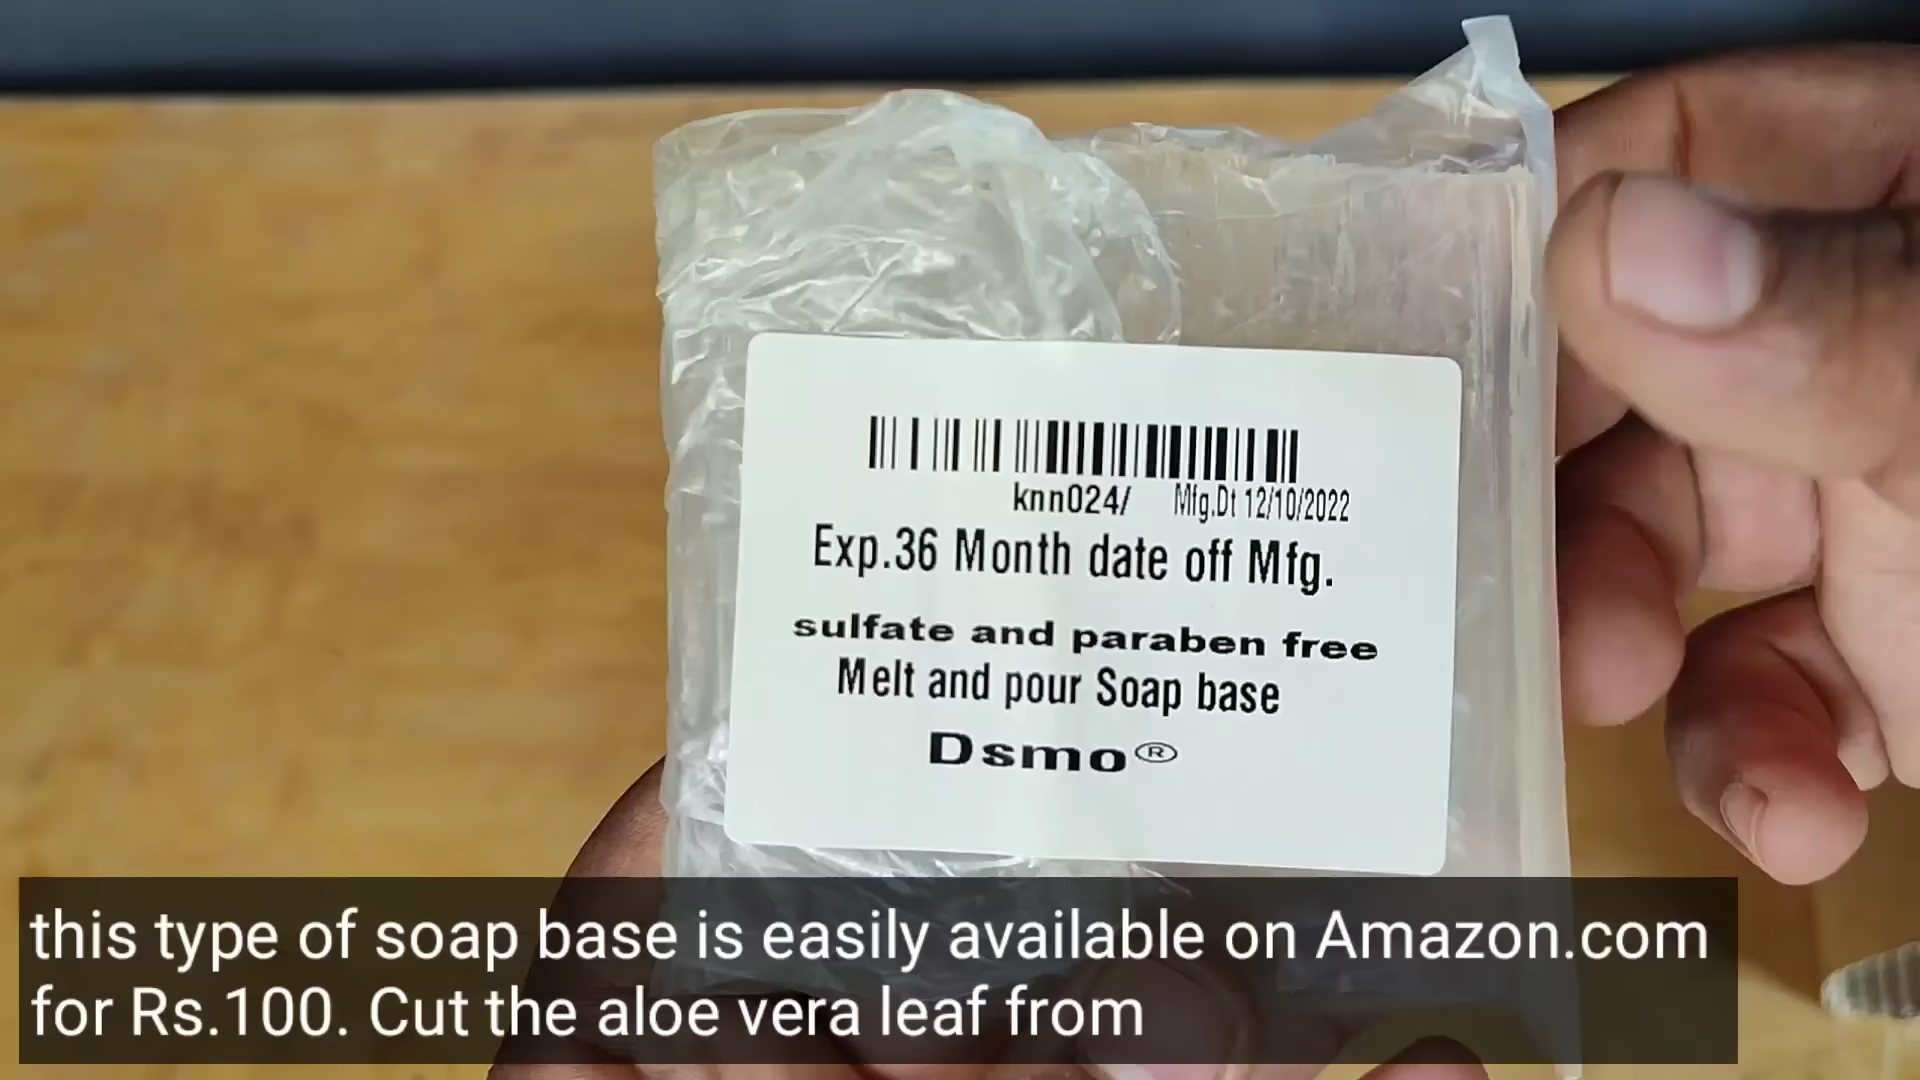 knn024/ Mfg.Dt 12/10/2022
Exp.36 Month date off Mfg.
sulfate and paraben free
Melt and pour Soap base
Dsmo®
this type of soap base is easily available on Amazon.com
for Rs.100. Cut the aloe vera leaf from